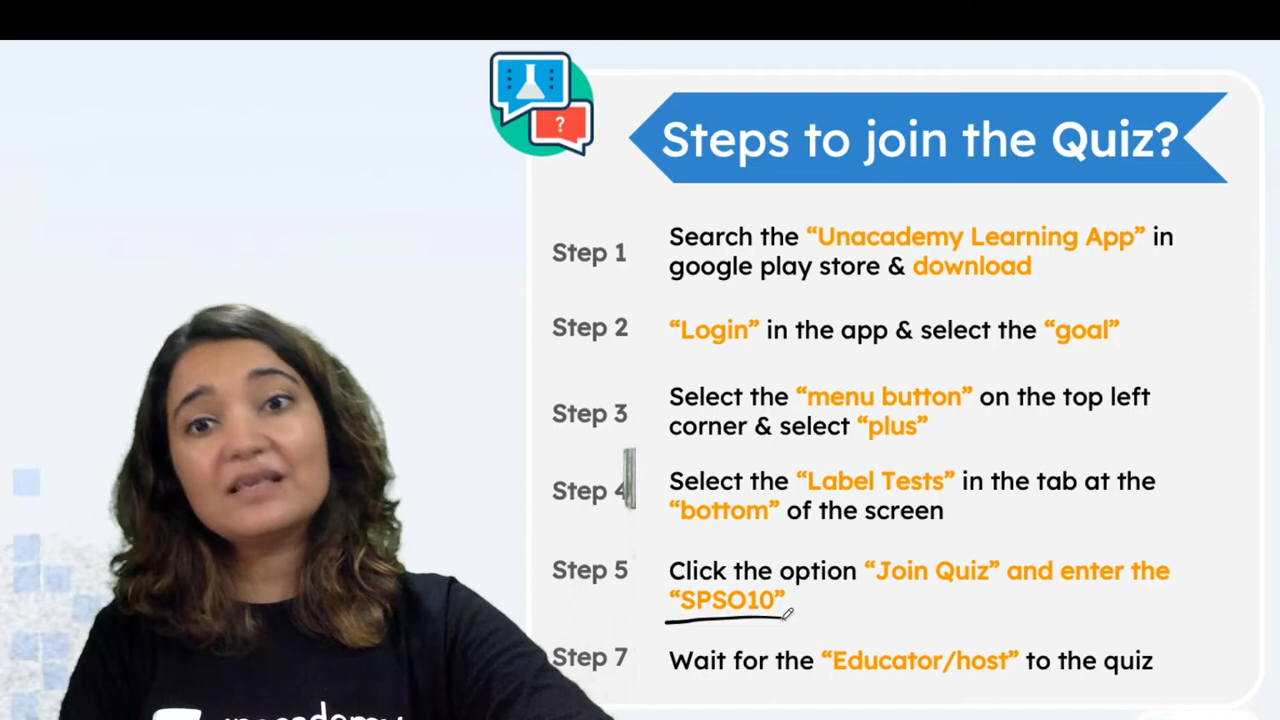 Steps to join the Quiz?
?
Step 1
Search the “Unacademy Learning App” in
google play store & download
Step 2
“Login” in the app & select the “goal”
Step 3
Select the “menu button” on the top left
corner & select “plus”
Step 4
Select the “Label Tests” in the tab at the
“bottom” of the screen
Step 5
Click the option “Join Quiz” and enter the
“SPSO10”
Step 7
Wait for the “Educator/host” to the quiz
unacademy